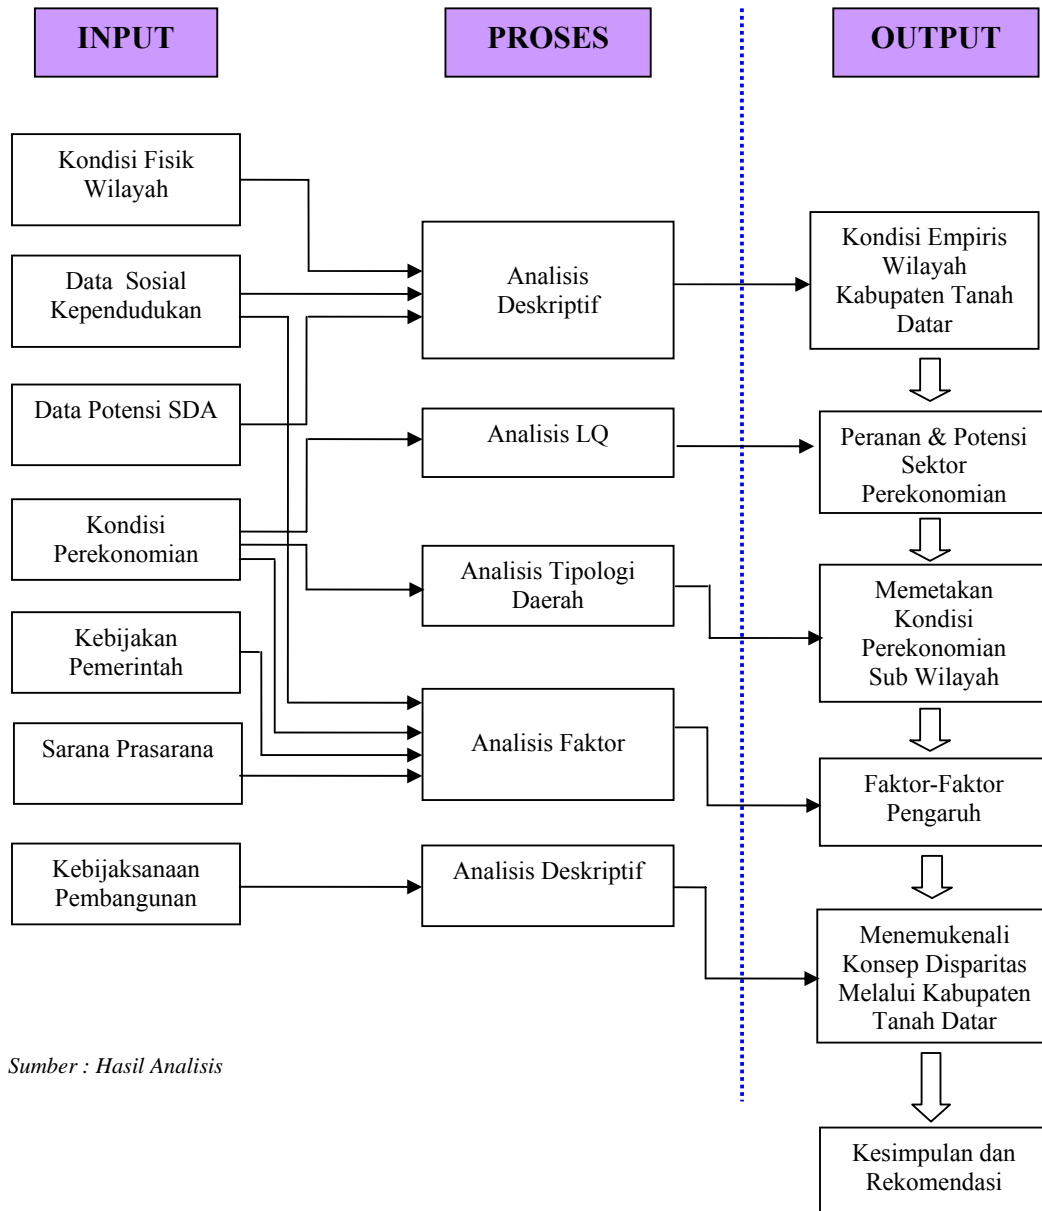 INPUT
PROSES
OUTPUT
Kondisi Fisik
Wilayah
Data Sosial
Kependudukan
Data Potensi SDA
Kondisi
Perekonomian
Kebijakan
Pemerintah
Sarana Prasarana
Kebijaksanaan
Pembangunan
Analisis
Deskriptif
Analisis LQ
Analisis Tipologi
Daerah
Analisis Faktor
Analisis Deskriptif
Kondisi Empiris
Wilayah
Kabupaten Tanah
Datar
Peranan & Potensi
Sektor
Perekonomian
Memetakan
Kondisi
Perekonomian
Sub Wilayah
Faktor-Faktor
Pengaruh
Menemukenali
Konsep Disparitas
Melalui Kabupaten
Tanah Datar
Kesimpulan dan
Rekomendasi
Sumber : Hasil Analisis